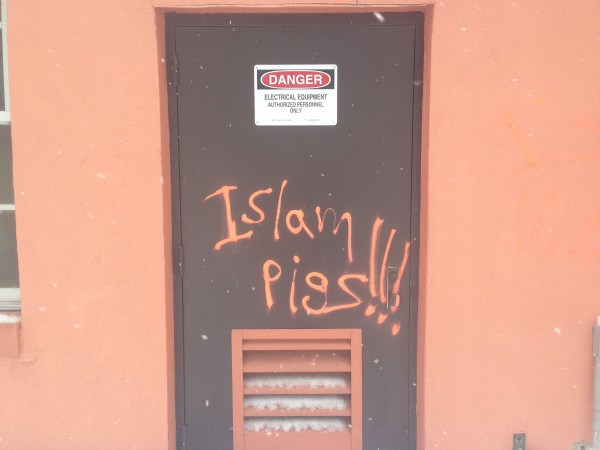 DANGER
ELECTRICAL EQUIPMENT
AUTHORIZED PERSONNEL
ONLY
Islam
Pigs!!!